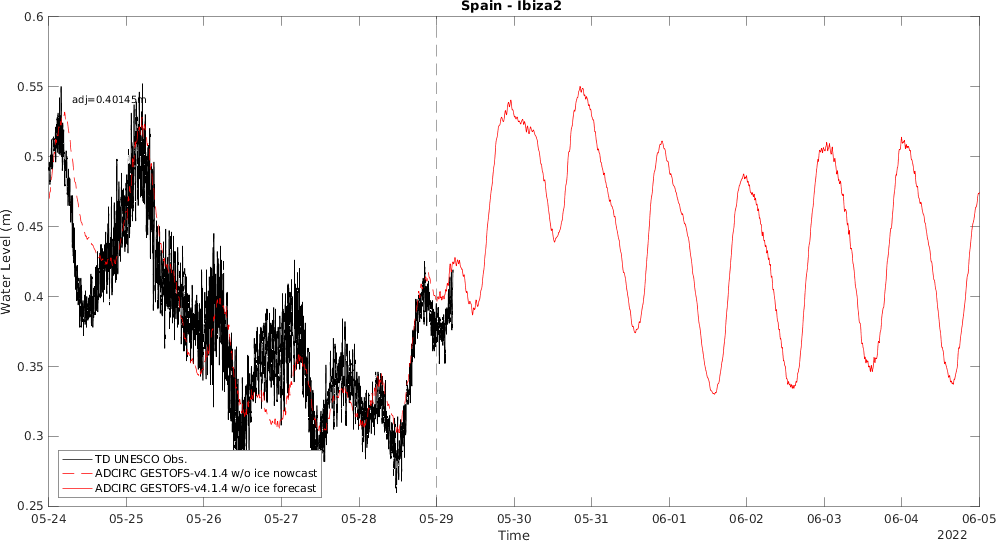 Spain - Ibiza2
0.6
0.55
0.5
0.45
0.4
0.35
0.3
0.25
Water Level (m)
adj=0.40145m
TD UNESCO Obs.
ADCIRC GESTOFS-v4.1.4 w/o ice nowcast
ADCIRC GESTOFS-v4.1.4 w/o ice forecast
05-24 05-25 05-26 05-27 05-28 05-29 05-30 05-31 06-01 06-02 06-03 06-04 06-05
Time
2022